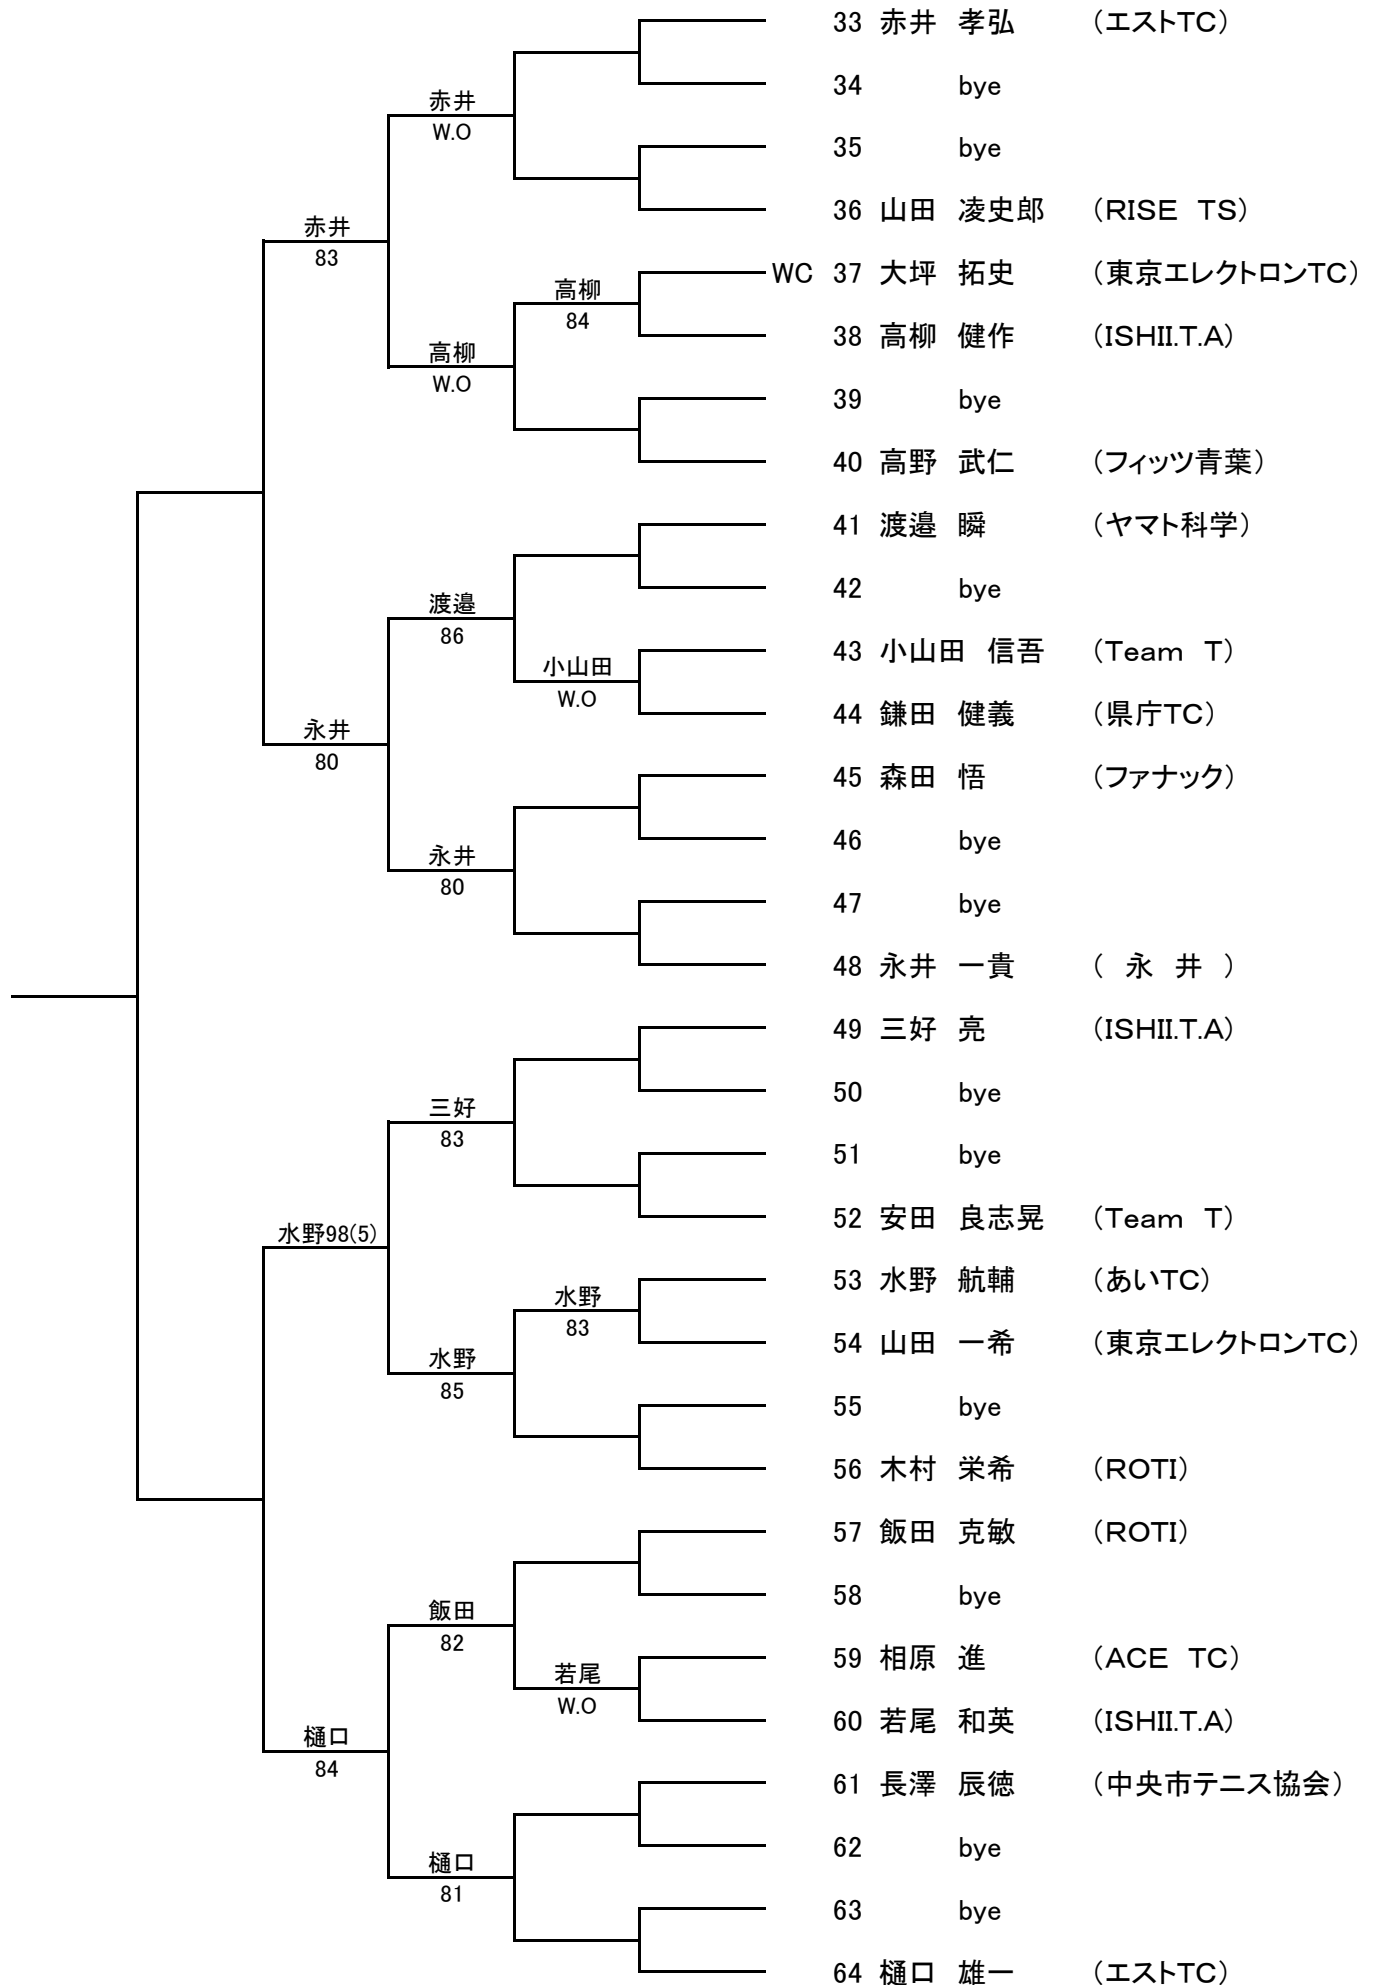 33 赤井 孝弘 （エストTC）
34 bye
赤井
W.O
35 bye
36 山田 凌史郎 （RISE TS）
赤井
83
WC 37 大坪 拓史 （東京エレクトロンTC）
高柳
84
38 高柳 健作 （ISHII.T.A）
高柳
W.O
39 bye
40 高野 武仁 （フィッツ青葉）
41 渡邉 瞬 （ヤマト科学）
42 bye
渡邉
86
43 小山田 信吾 （Team T）
小山田
W.O
44 鎌田 健義 （県庁TC）
永井
80
45 森田 悟 （ファナック）
46 bye
永井
80
47 bye
48 永井 一貴 （ 永 井 ）
49 三好 亮 （ISHII.T.A）
50 bye
三好
83
51 bye
52 安田 良志晃 （Team T）
水野98(5)
53 水野 航輔 （あいTC）
水野
83
54 山田 一希 （東京エレクトロンTC）
水野
85
55 bye
56 木村 栄希 （ROTI）
57 飯田 克敏 （ROTI）
58 bye
飯田
82
59 相原 進 （ACE TC）
若尾
W.O
60 若尾 和英 （ISHII.T.A）
樋口
84
61 長澤 辰徳 （中央市テニス協会）
62 bye
樋口
81
63 bye
64 樋口 雄一 （エストTC）